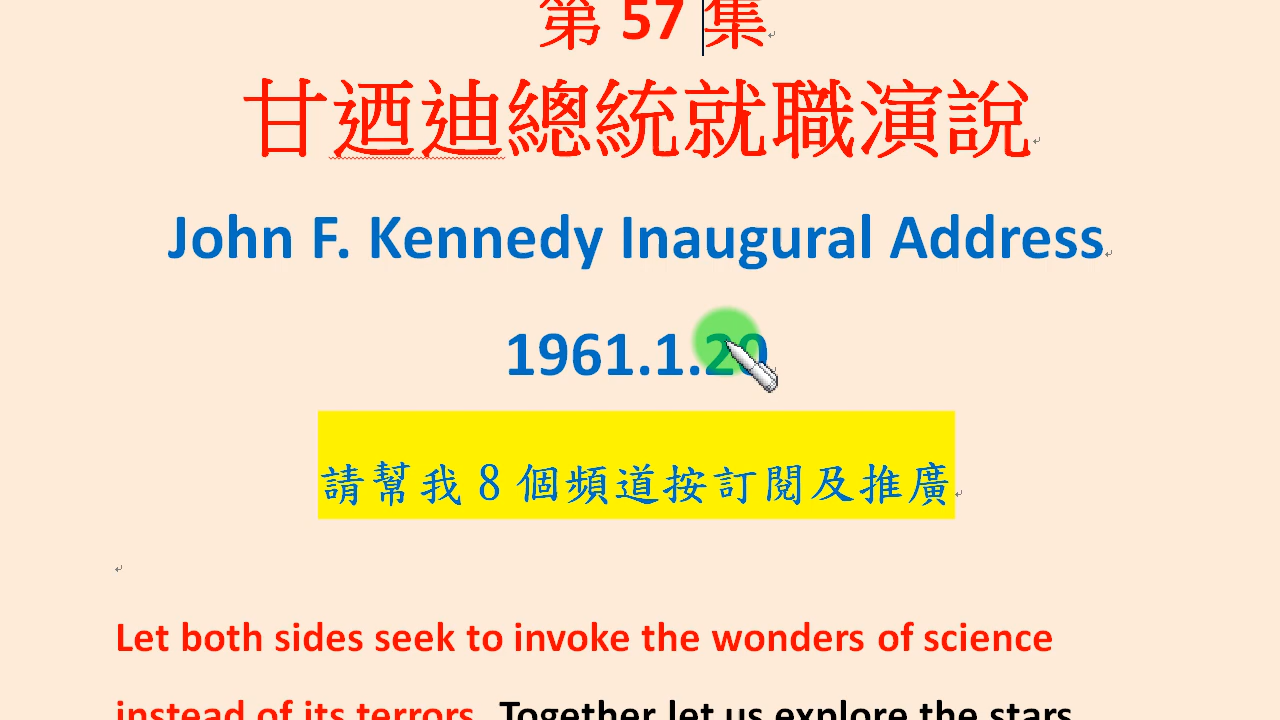 第 57 集
甘迺迪總統就職演說
John F. Kennedy Inaugural Address
1961.1.20
請幫我 8 個頻道按訂閱及推廣
Let both sides seek to invoke the wonders of science
instead of its terrors. Together let us explore the stars,